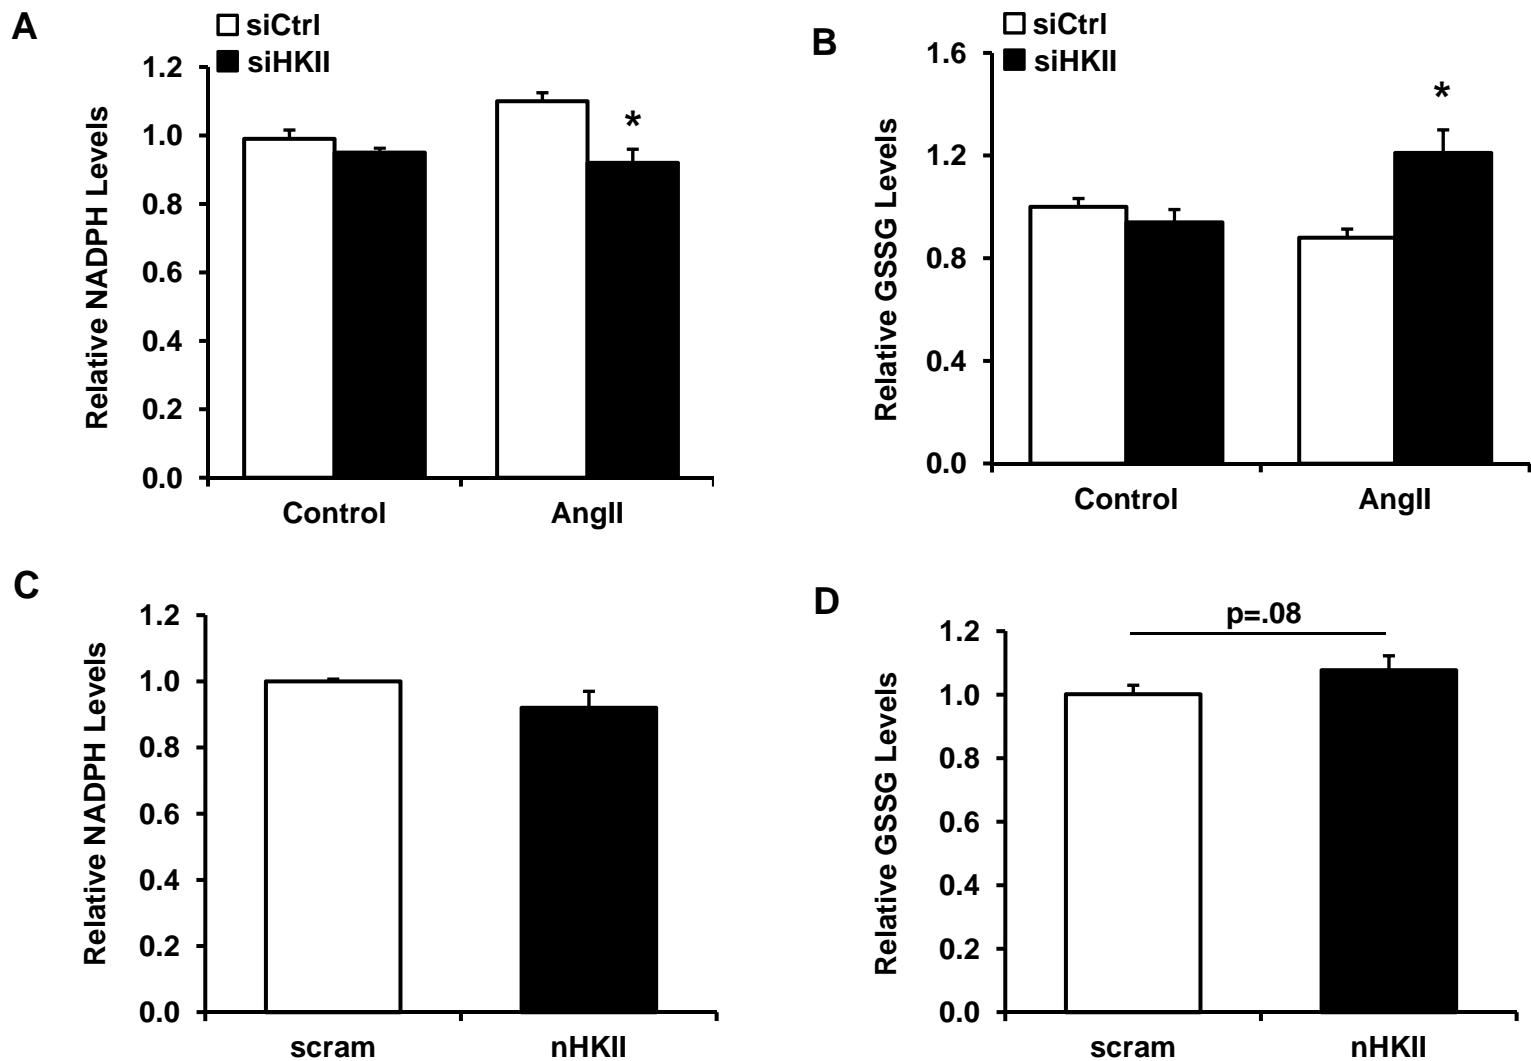 A
siCtrl
siHKII
Relative NADPH Levels
1.2
1.0
0.8
0.6
0.4
0.2
0.0
*
Control
AngII
B
siCtrl
siHKII
Relative GSSG Levels
1.6
1.2
0.8
0.4
0.0
*
Control
AngII
C
Relative NADPH Levels
1.2
1.0
0.8
0.6
0.4
0.2
0.0
scram
nHKII
D
p=.08
Relative GSSG Levels
1.2
1.0
0.8
0.6
0.4
0.2
0.0
scram
nHKII